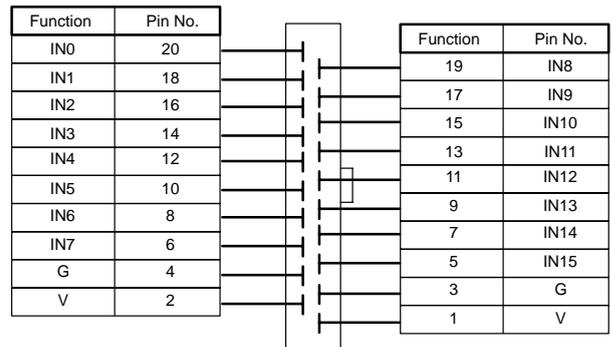 Function Pin No.
IN0 20
IN1 18
IN2 16
IN3 14
IN4 12
IN5 10
IN6 8
IN7 6
G 4
V 2
Function Pin No.
19 IN8
17 IN9
15 IN10
13 IN11
11 IN12
9 IN13
7 IN14
5 IN15
3 G
1 V